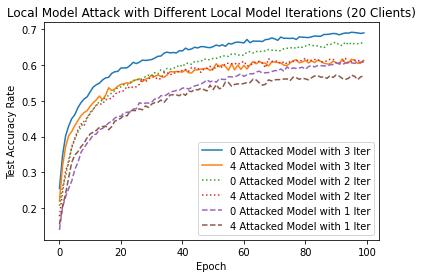 Local Model Attack with Different Local Model Iterations (20 Clients)
0.7
0.6
0.5
0.4
0.3
0.2
Test Accuracy Rate
0 Attacked Model with 3 Iter
4 Attacked Model with 3 Iter
0 Attacked Model with 2 Iter
4 Attacked Model with 2 Iter
0 Attacked Model with 1 Iter
4 Attacked Model with 1 Iter
0 20 40 60 80 100
Epoch